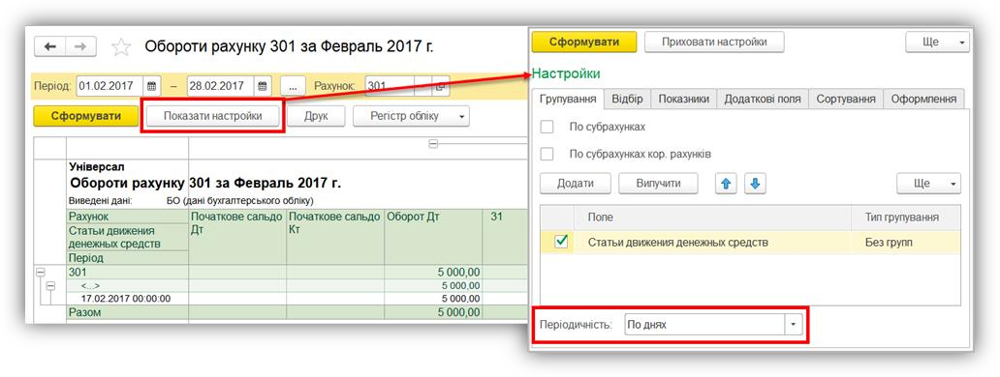 Обороти рахунку 301 за Февраль 2017 г.
Період: 01.02.2017 – 28.02.2017 ... Рахунок: 301
Сформувати Показати настройки Друк Регістр обліку
Універсал
Обороти рахунку 301 за Февраль 2017 г.
Виведені дані: БО (дані бухгалтерського обліку)
Рахунок Початкове сальдо Початкове сальдо Оборот Дт 31
Статьи движения Дт Кт
денежных средств
Період
301 5 000,00
<...> 5 000,00
17.02.2017 00:00:00 5 000,00
Разом 5 000,00
Сформувати Приховати настройки Ще
Настройки
Групування Відбір Показники Додаткові поля Сортування Оформлення
По субрахунках
По субрахунках кор. рахунків
Додати Вилучити Ще
Попе Тип групування
Статьи движения денежных средств Без групп
Періодичність: По днях